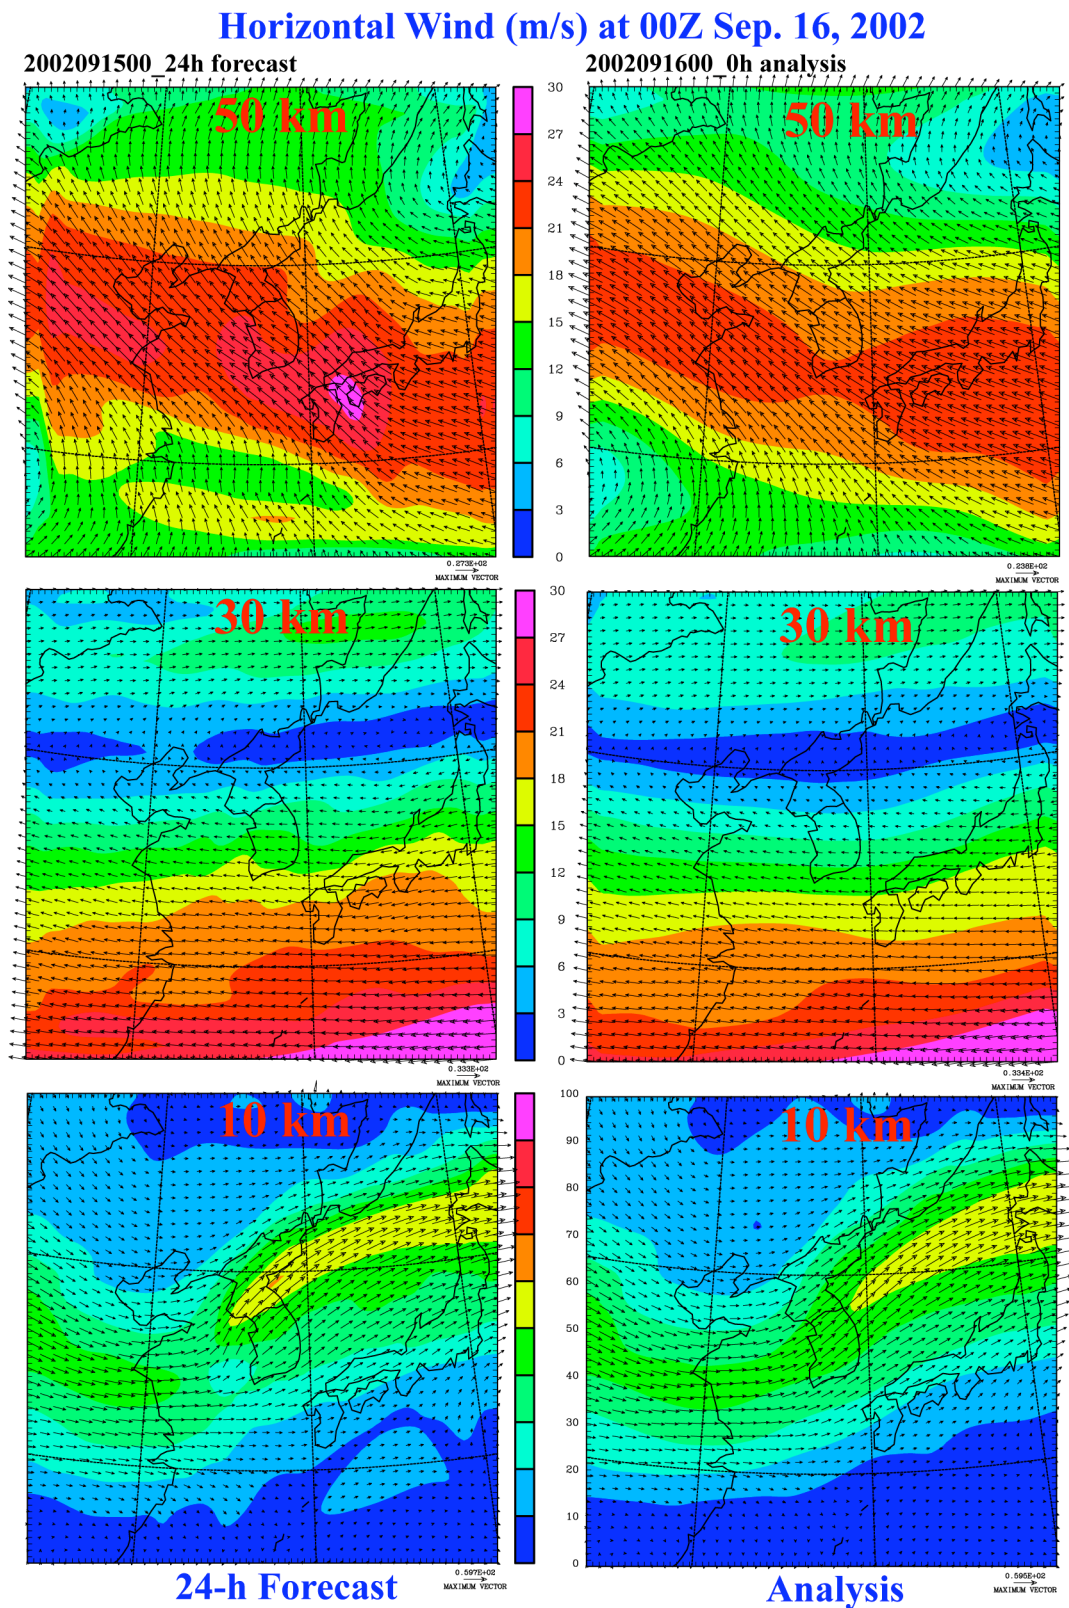 Horizontal Wind (m/s) at 00Z Sep. 16, 2002
2002091500_24h forecast
2002091600_0h analysis
50 km
50 km
30
27
24
21
18
15
12
9
6
3
0
0.273E+02
MAXIMUM VECTOR
0.238E+02
MAXIMUM VECTOR
30 km
30 km
30
27
24
21
18
15
12
9
6
3
0
0.333E+02
MAXIMUM VECTOR
0.334E+02
MAXIMUM VECTOR
10 km
10 km
100
90
80
70
60
50
40
30
20
10
0
0.597E+02
MAXIMUM VECTOR
0.595E+02
MAXIMUM VECTOR
24-h Forecast
Analysis